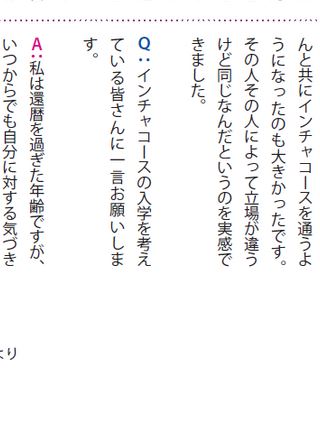 んと共にインチャコースを通うよ
うになったのも大きかったです。
その人その人によって立場が違う
けど同じなんだというのを実感で
きました。
Q：インチャコースの入学を考え
ている皆さんに一言お願いしま
す。
A：私は還暦を過ぎた年齢ですが、
いつからでも自分に対する気づき
より